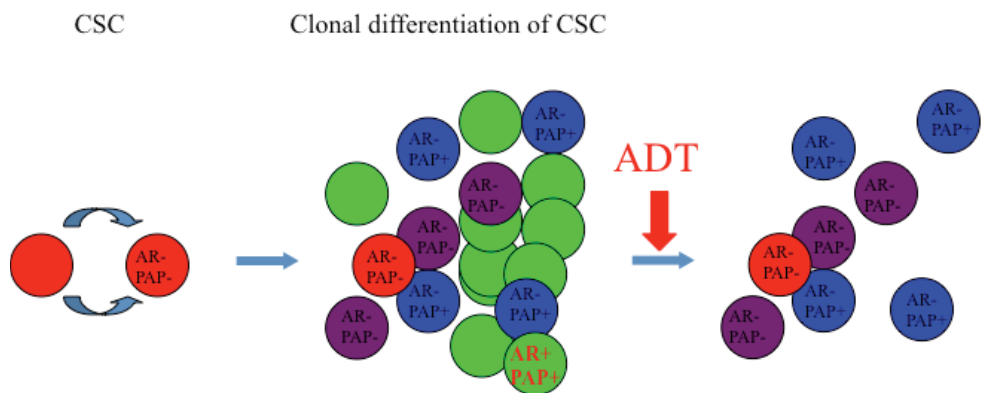 CSC
Clonal differentiation of CSC
AR-
PAP-
AR-
PAP+
AR-
PAP+
AR-
PAP-
AR-
PAP-
AR-
PAP-
AR-
PAP+
AR-
PAP+
AR-
PAP-
AR+
PAP+
ADT
AR-
PAP+
AR-
PAP+
AR-
PAP-
AR-
PAP-
AR-
PAP-
AR-
PAP+
AR-
PAP+
AR-
PAP-